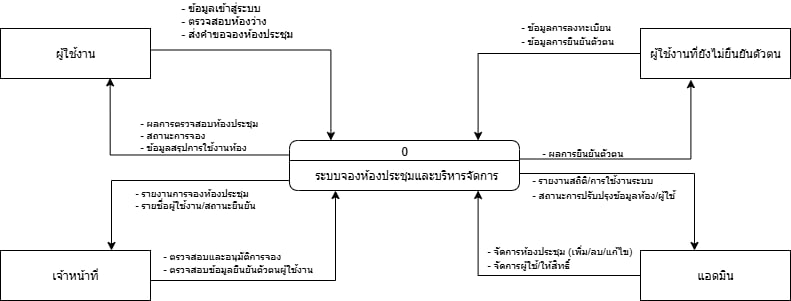 - ข้อมูลเข้าสู่ระบบ
- ตรวจสอบห้องว่าง
- ส่งคำขอจองห้องประชุม
- ข้อมูลการลงทะเบียน
- ข้อมูลการยืนยันตัวตน
ผู้ใช้งาน
ผู้ใช้งานที่ยังไม่ยืนยันตัวตน
- ผลการตรวจสอบห้องประชุม
- สถานะการจอง
- ข้อมูลสรุปการใช้งานห้อง
0
- ผลการยืนยันตัวตน
ระบบจองห้องประชุมและบริหารจัดการ
- รายงานสถิติ/การใช้งานระบบ
- สถานะการปรับปรุงข้อมูลห้อง/ผู้ใช้
- รายงานการจองห้องประชุม
- รายชื่อผู้ใช้งาน/สถานะยืนยัน
- ตรวจสอบและอนุมัติการจอง
- ตรวจสอบข้อมูลยืนยันตัวตนผู้ใช้งาน
- จัดการห้องประชุม (เพิ่ม/ลบ/แก้ไข)
- จัดการผู้ใช้/ให้สิทธิ์
เจ้าหน้าที่
แอดมิน